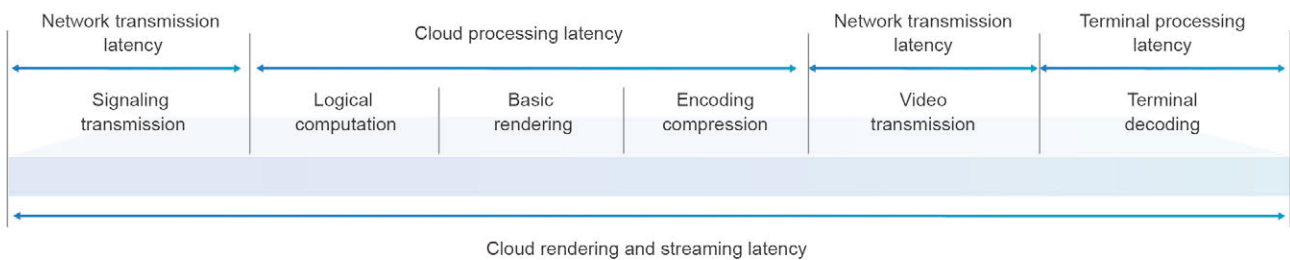 Network transmission
latency
Cloud processing latency
Network transmission
latency
Terminal processing
latency
Signaling
transmission
Logical
computation
Basic
rendering
Encoding
compression
Video
transmission
Terminal
decoding
Cloud rendering and streaming latency